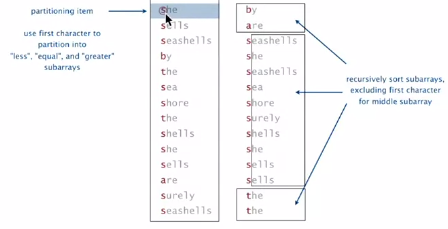 partitioning item
use first character to
partition into
"less", "equal", and "greater"
subarrays
she
sells
seashells
by
the
sea
shore
the
shells
she
sells
are
surely
seashells
by
are
seashells
she
seashells
sea
shore
surely
shells
she
sells
sells
the
the
recursively sort subarrays,
excluding first character
for middle subarray